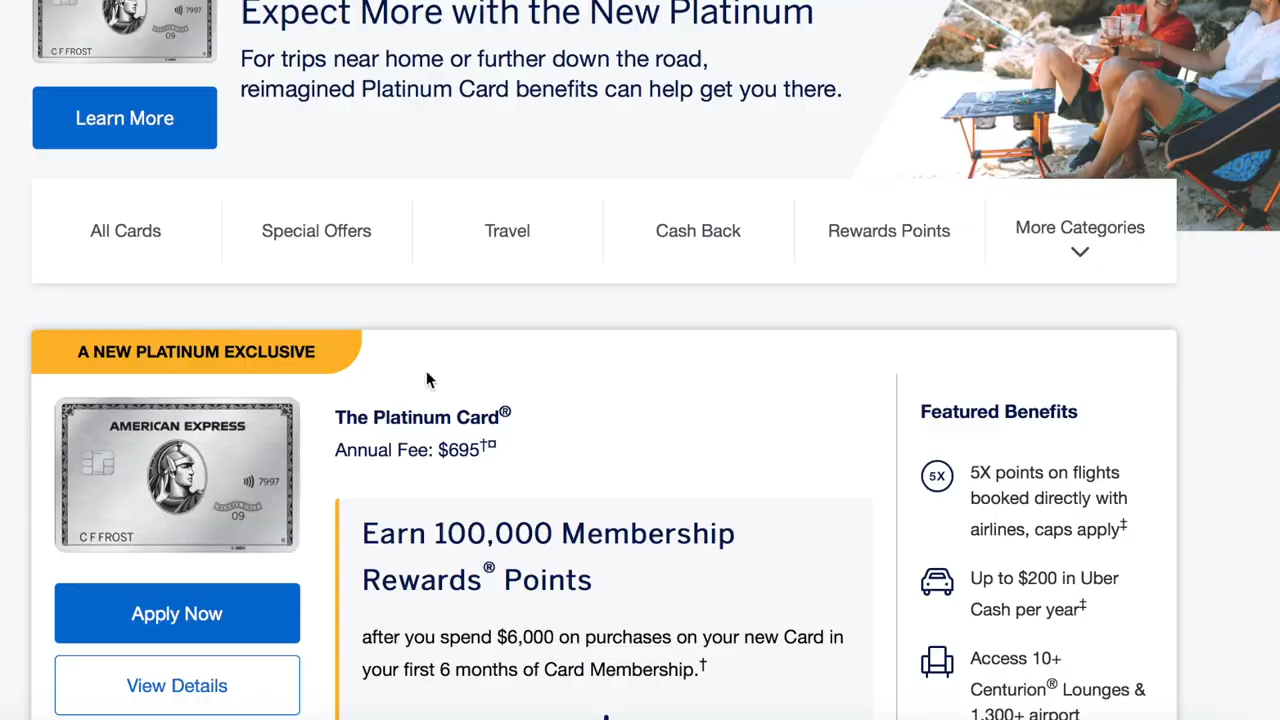 7997
09
C F FROST
Expect More with the New Platinum
For trips near home or further down the road,
reimagined Platinum Card benefits can help get you there.
Learn More
All Cards
Special Offers
Travel
Cash Back
Rewards Points
More Categories
A NEW PLATINUM EXCLUSIVE
AMERICAN EXPRESS
7997
09
C F FROST
Apply Now
View Details
The Platinum Card®
Annual Fee: $695†¤
Earn 100,000 Membership
Rewards® Points
after you spend $6,000 on purchases on your new Card in
your first 6 months of Card Membership.†
Featured Benefits
5X
5X points on flights
booked directly with
airlines, caps apply‡
Up to $200 in Uber
Cash per year‡
Access 10+
Centurion® Lounges &
1,300+ airport